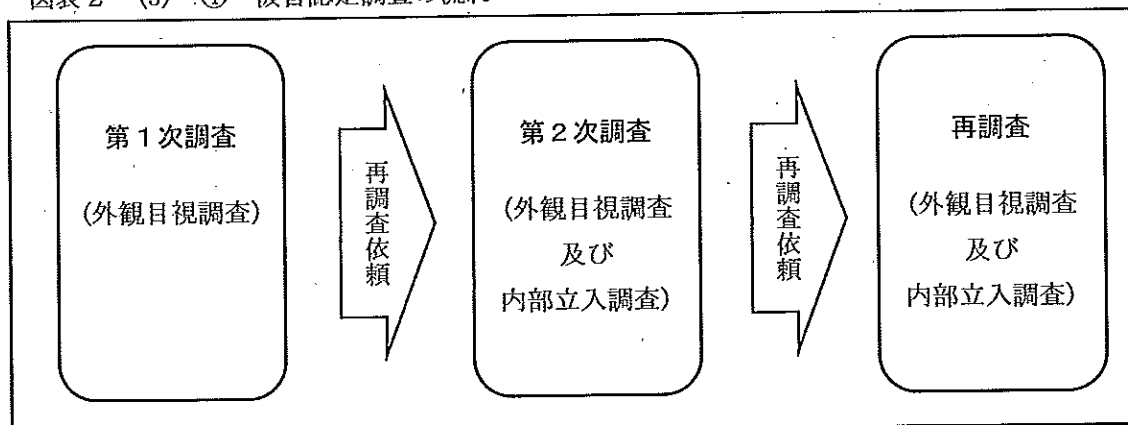 第1次調査
(外観目視調査)
再調査依頼
第2次調査
(外観目視調査
及び
内部立入調査)
再調査依頼
再調査
(外観目視調査
及び
内部立入調査)